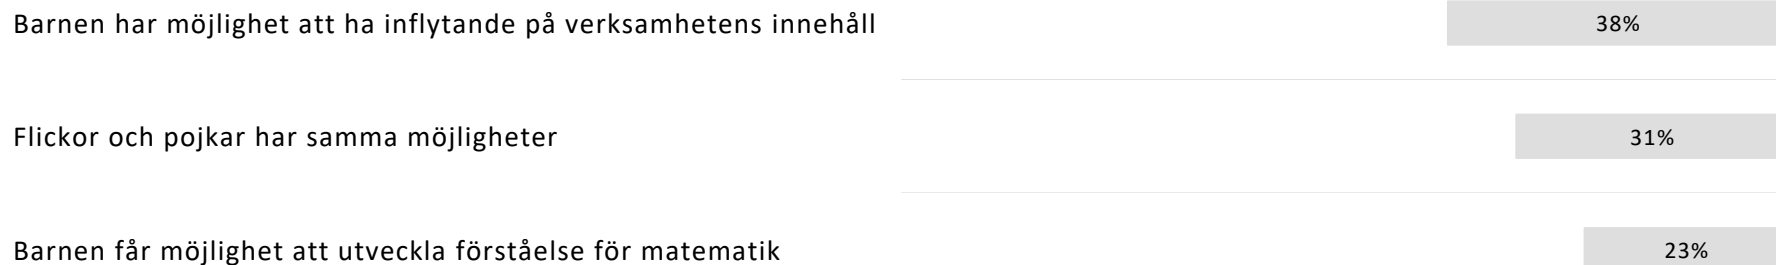 Barnen har möjlighet att ha inflytande på verksamhetens innehåll 38%
Flickor och pojkar har samma möjligheter 31%
Barnen får möjlighet att utveckla förståelse för matematik 23%